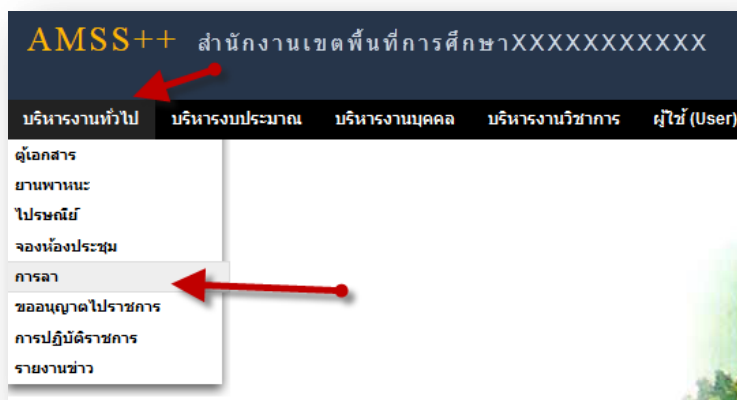 AMSS++ สำนักงานเขตพื้นที่การศึกษาXXXXXXXXXXX
บริหารงานทั่วไป บริหารงบประมาณ บริหารงานบุคคล บริหารงานวิชาการ ผู้ใช้ (User)
ตู้เอกสาร
ยานพาหนะ
ไปรษณีย์
จองห้องประชุม
การลา
ขออนุญาตไปราชการ
การปฏิบัติราชการ
รายงานข่าว